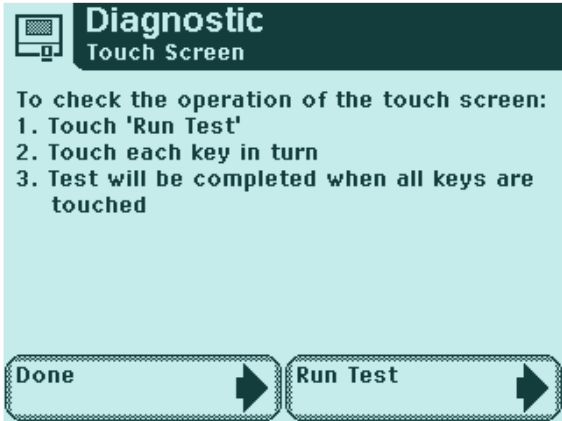 Diagnostic
Touch Screen
To check the operation of the touch screen:
1. Touch 'Run Test'
2. Touch each key in turn
3. Test will be completed when all keys are
touched
Done
Run Test